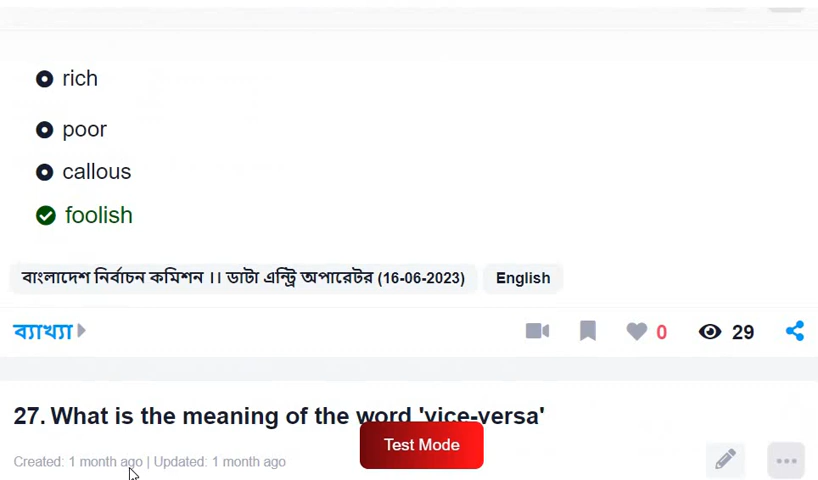 rich
poor
callous
foolish
বাংলাদেশ নির্বাচন কমিশন ।। ডাটা এন্ট্রি অপারেটর (16-06-2023) English
ব্যাখ্যা 0 29
27. What is the meaning of the word 'vice-versa'
Test Mode
Created: 1 month ago | Updated: 1 month ago